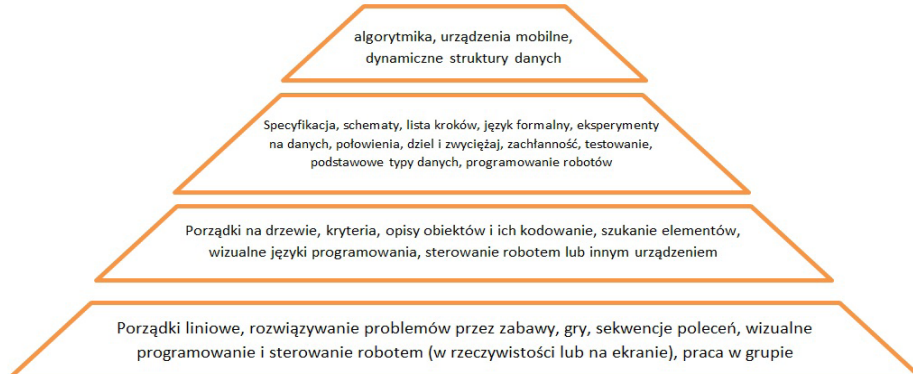 algorytmika, urządzenia mobilne,
dynamiczne struktury danych
Specyfikacja, schematy, lista kroków, język formalny, eksperymenty
na danych, połowienia, dziel i zwyciężaj, zachłanność, testowanie,
podstawowe typy danych, programowanie robotów
Porządki na drzewie, kryteria, opisy obiektów i ich kodowanie, szukanie elementów,
wizualne języki programowania, sterowanie robotem lub innym urządzeniem
Porządki liniowe, rozwiązywanie problemów przez zabawy, gry, sekwencje poleceń, wizualne
programowanie i sterowanie robotem (w rzeczywistości lub na ekranie), praca w grupie